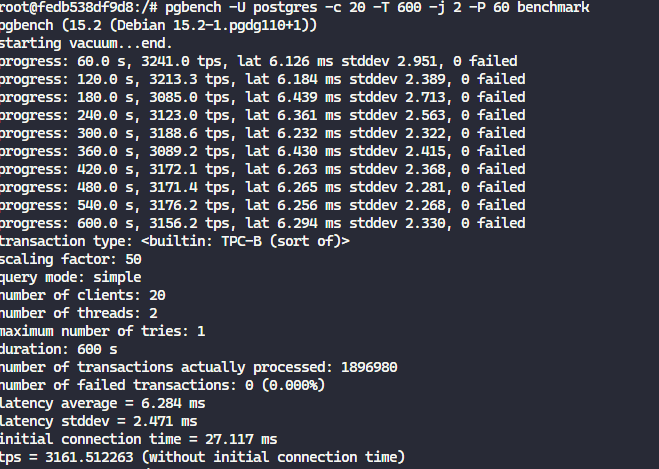 root@fedb538df9d8:/# pgbench -U postgres -c 20 -T 600 -j 2 -P 60 benchmark
pgbench (15.2 (Debian 15.2-1.pgdg110+1))
starting vacuum...end.
progress: 60.0 s, 3241.0 tps, lat 6.126 ms stddev 2.951, 0 failed
progress: 120.0 s, 3213.3 tps, lat 6.184 ms stddev 2.389, 0 failed
progress: 180.0 s, 3085.0 tps, lat 6.439 ms stddev 2.713, 0 failed
progress: 240.0 s, 3123.0 tps, lat 6.361 ms stddev 2.563, 0 failed
progress: 300.0 s, 3188.6 tps, lat 6.232 ms stddev 2.322, 0 failed
progress: 360.0 s, 3089.2 tps, lat 6.430 ms stddev 2.415, 0 failed
progress: 420.0 s, 3172.1 tps, lat 6.263 ms stddev 2.368, 0 failed
progress: 480.0 s, 3171.4 tps, lat 6.265 ms stddev 2.281, 0 failed
progress: 540.0 s, 3176.2 tps, lat 6.256 ms stddev 2.268, 0 failed
progress: 600.0 s, 3156.2 tps, lat 6.294 ms stddev 2.330, 0 failed
transaction type: <builtin: TPC-B (sort of)>
scaling factor: 50
query mode: simple
number of clients: 20
number of threads: 2
maximum number of tries: 1
duration: 600 s
number of transactions actually processed: 1896980
number of failed transactions: 0 (0.000%)
latency average = 6.284 ms
latency stddev = 2.471 ms
initial connection time = 27.117 ms
tps = 3161.512263 (without initial connection time)